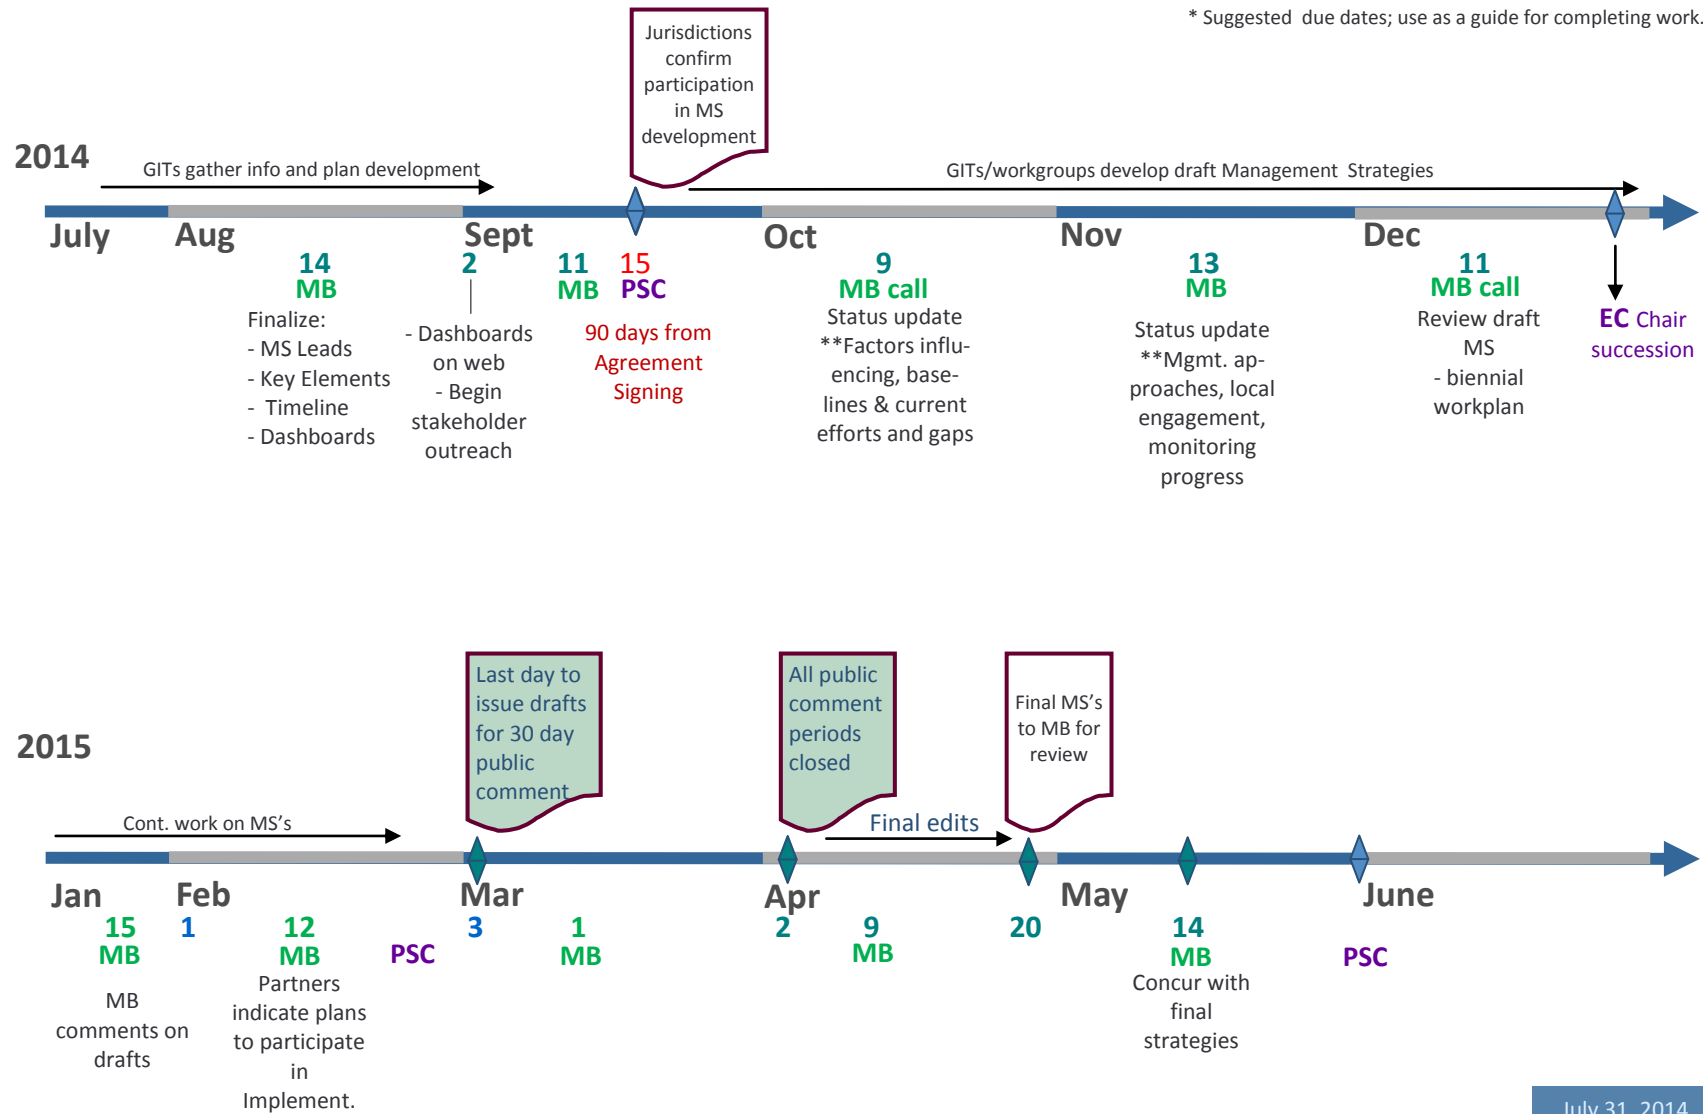 * Suggested due dates; use as a guide for completing work.
Jurisdictions
confirm
participation
in MS
development
2014
GITs gather info and plan development
GITs/workgroups develop draft Management Strategies
July
Aug
Sept
Oct
Nov
Dec
14
MB
Finalize:
- MS Leads
- Key Elements
- Timeline
- Dashboards
2
- Dashboards
on web
- Begin
stakeholder
outreach
11
MB
15
PSC
90 days from
Agreement
Signing
9
MB call
Status update
**Factors influ-
encing, base-
lines & current
efforts and gaps
13
MB
Status update
**Mgmt. ap-
proaches, local
engagement,
monitoring
progress
11
MB call
Review draft
MS
- biennial
workplan
EC Chair
succession
Last day to
issue drafts
for 30 day
public
comment
All public
comment
periods
closed
Final MS's
to MB for
review
2015
Cont. work on MS's
Final edits
Jan
Feb
Mar
Apr
May
June
15
MB
MB
comments on
drafts
1
12
MB
Partners
indicate plans
to participate
in
Implement.
PSC
3
1
MB
2
9
MB
20
14
MB
Concur with
final
strategies
PSC
July 31, 2014